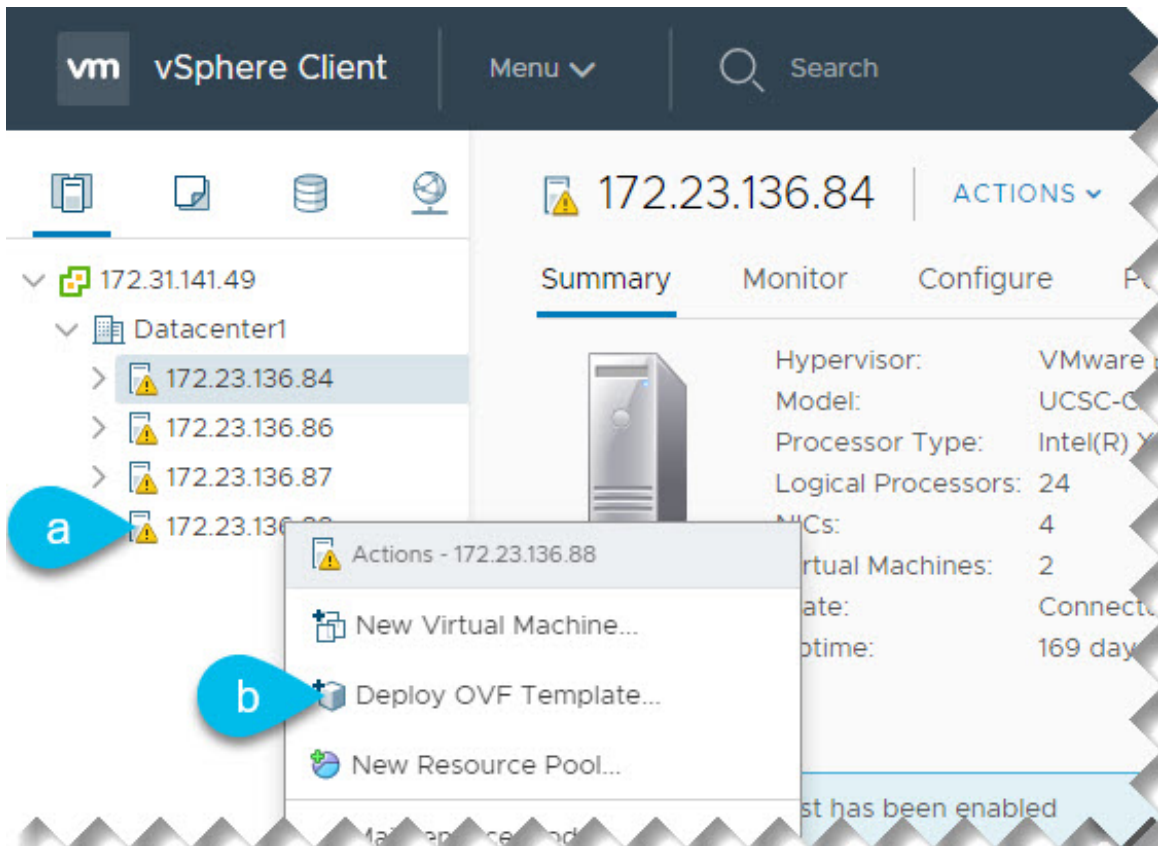 vm vSphere Client Menu Search
172.23.136.84 ACTIONS
172.31.141.49
Summary Monitor Configure
Datacenter1
172.23.136.84
172.23.136.86
172.23.136.87
a
Hypervisor: VMware
Model:
Processor Type: Intel(R)
Logical Processors: 24
NICs: 4
Machines: 2
169
Actions - 172.23.136.88
New Virtual Machine...
b Deploy OVF Template...
New Resource Pool...
has been enabled